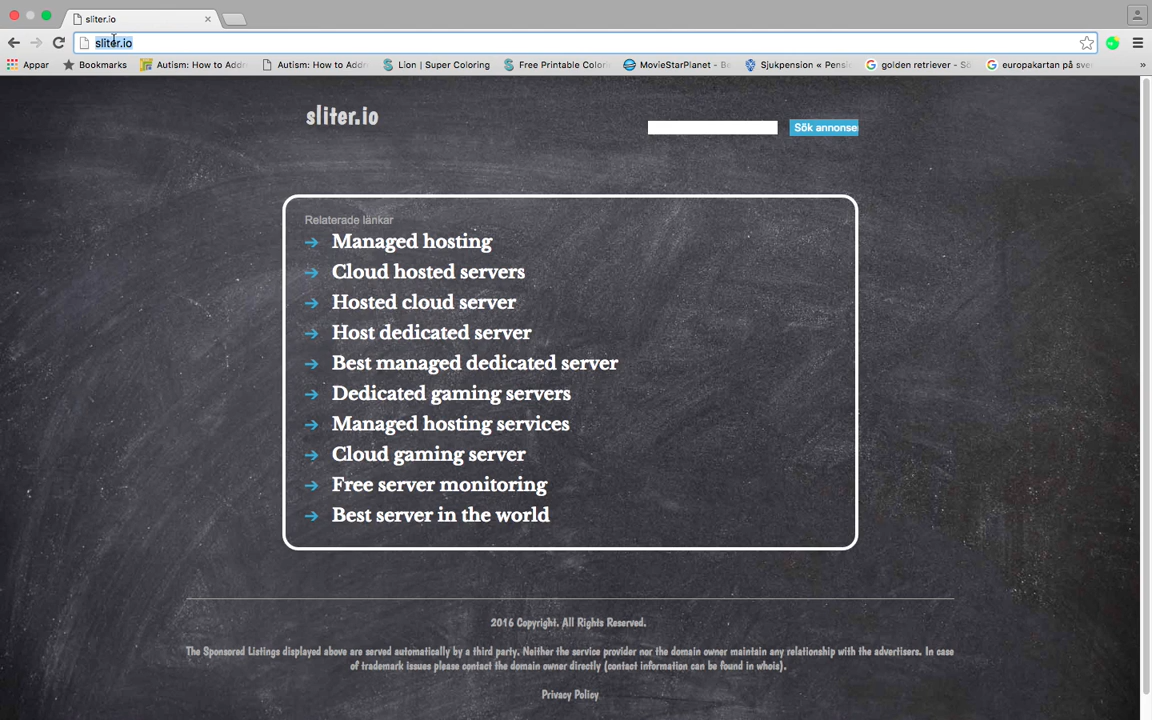 sliter.io
sliter.io
Appar
Bookmarks
Autism: How to Addr
Autism: How to Addr
Lion | Super Coloring
Free Printable Colori
MovieStarPlanet - Be
Sjukpension « Pensi
golden retriever - Sö
europakartan på sve
»
sliter.io
Sök annonse
Relaterade länkar
→ Managed hosting
→ Cloud hosted servers
→ Hosted cloud server
→ Host dedicated server
→ Best managed dedicated server
→ Dedicated gaming servers
→ Managed hosting services
→ Cloud gaming server
→ Free server monitoring
→ Best server in the world
2016 Copyright. All Rights Reserved.
The Sponsored Listings displayed above are served automatically by a third party. Neither the service provider nor the domain owner maintain any relationship with the advertisers. In case
of trademark issues please contact the domain owner directly (contact information can be found in whois).
Privacy Policy